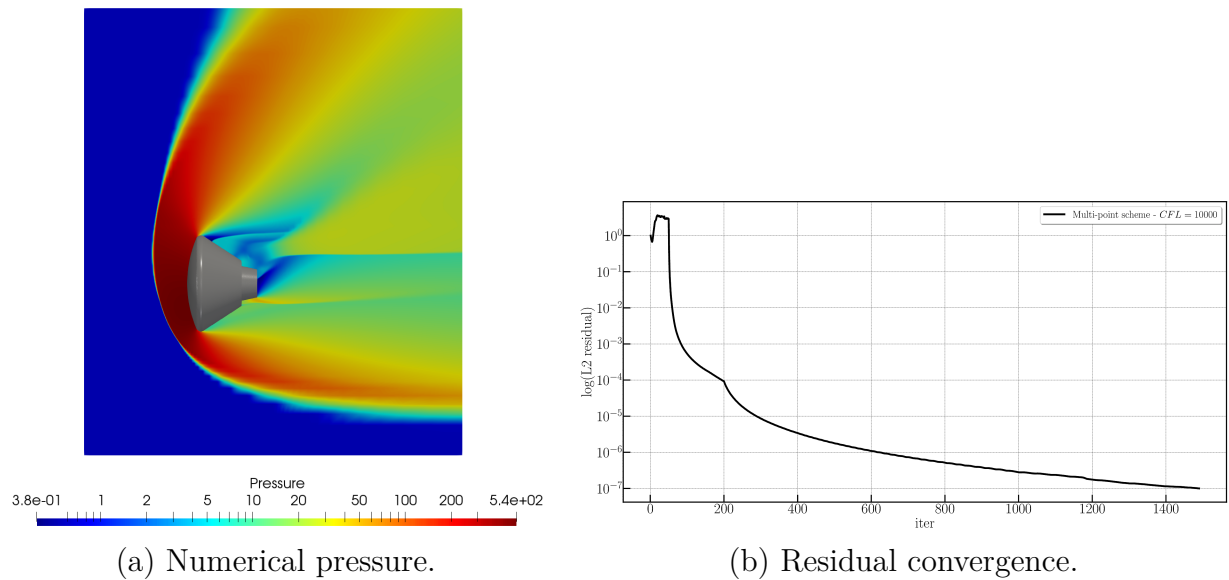 Pressure
3.8e-01 1 2 5 10 20 50 100 200 5.4e+02
(a) Numerical pressure.
Multi-point scheme - CFL = 10000
log(L2 residual)
10^0
10^-1
10^-2
10^-3
10^-4
10^-5
10^-6
10^-7
0 200 400 600 800 1000 1200 1400
iter
(b) Residual convergence.